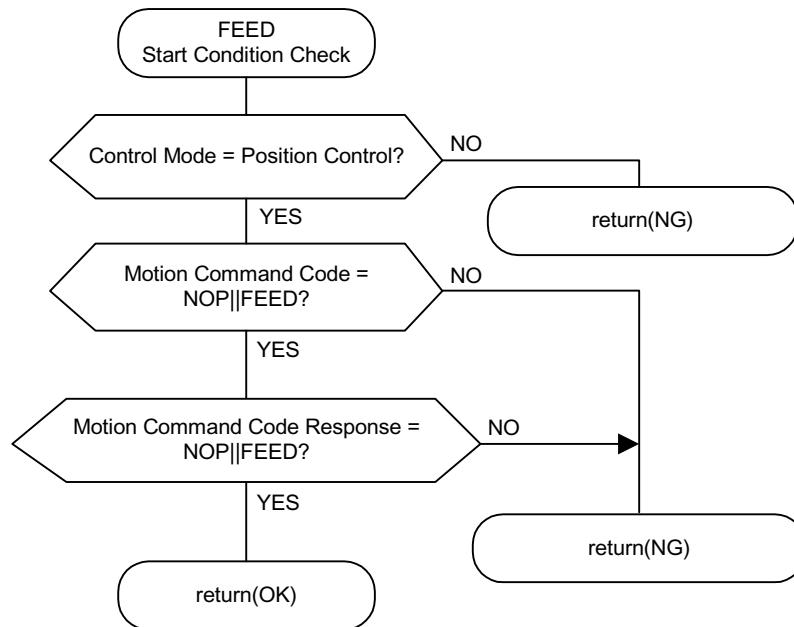 FEED
Start Condition Check
Control Mode = Position Control?
NO
return(NG)
YES
Motion Command Code =
NOP||FEED?
NO
YES
Motion Command Code Response =
NOP||FEED?
NO
YES
return(NG)
return(OK)